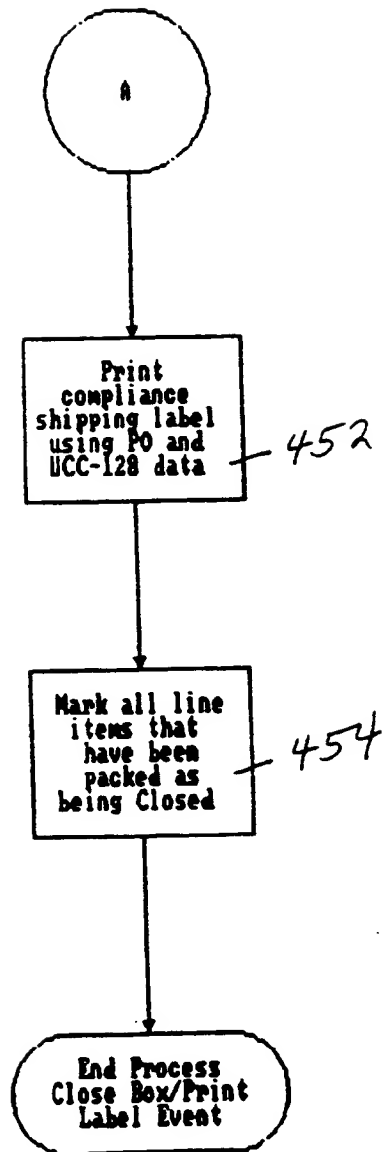 A
Print
compliance
shipping label
using PO and
UCC-128 data
452
Mark all line
items that
have been
packed as
being Closed
454
End Process
Close Box/Print
Label Event